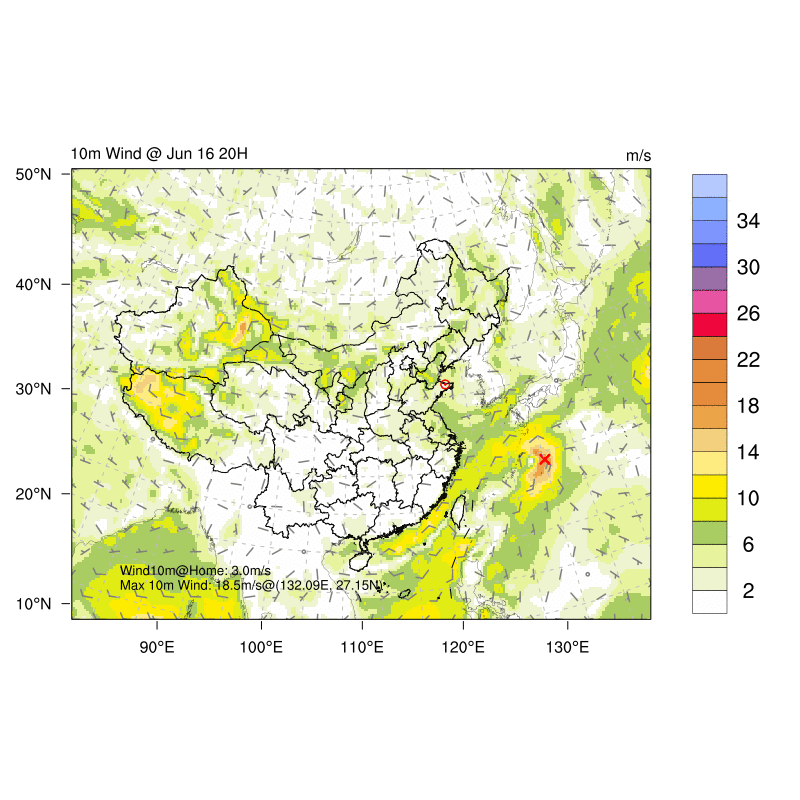 10m Wind @ Jun 16 20H
m/s
50°N
40°N
30°N
20°N
10°N
Wind10m@Home: 3.0m/s
Max 10m Wind: 18.5m/s@(132.09E, 27.15N)
90°E
100°E
110°E
120°E
130°E
34
30
26
22
18
14
10
6
2